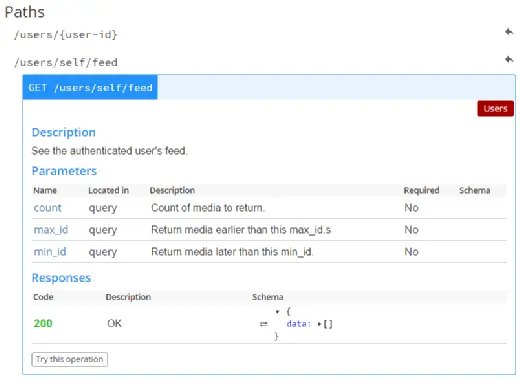 Paths
/users/{user-id}
/users/self/feed
GET /users/self/feed
Users
Description
See the authenticated user's feed.
Parameters
Name Located in Description Required Schema
count query Count of media to return. No
max_id query Return media earlier than this max_id.s No
min_id query Return media later than this min_id. No
Responses
Code Description Schema
200 OK ⇄ ▾ {
data: ▸[]
}
Try this operation